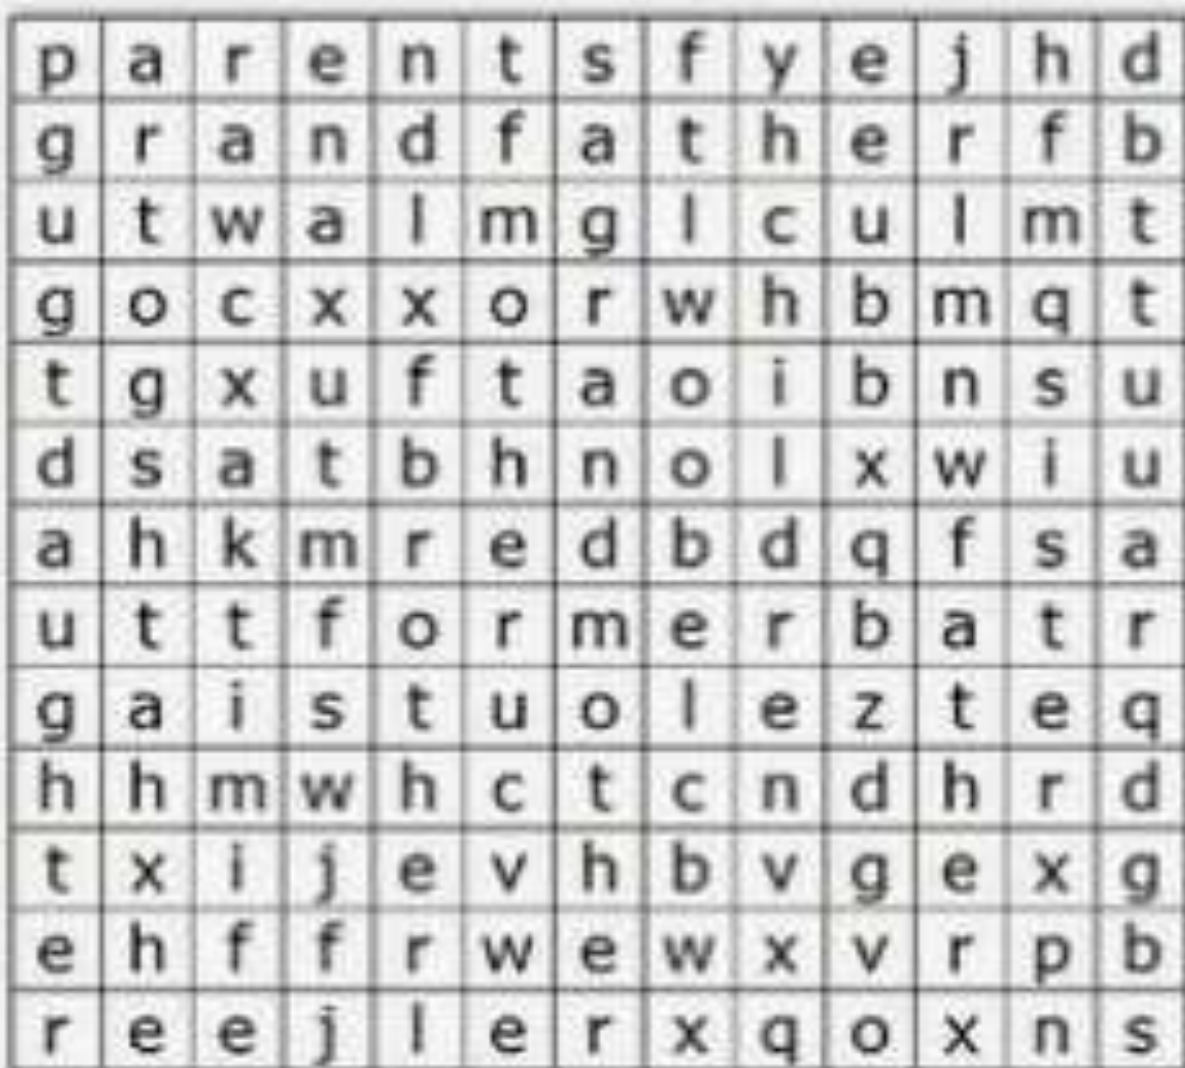 p a r e n t s f y e j h d
g r a n d f a t h e r f b
u t w a l m g l c u l m t
g o c x x o r w h b m q t
t g x u f t a o i b n s u
d s a t b h n o l x w i u
a h k m r e d b d q f s a
u t t f o r m e r b a t r
g a i s t u o l e z t e q
h h m w h c t c n d h r d
t x i j e v h b v g e x g
e h f f r w e w x v r p b
r e e j l e r x q o x n s